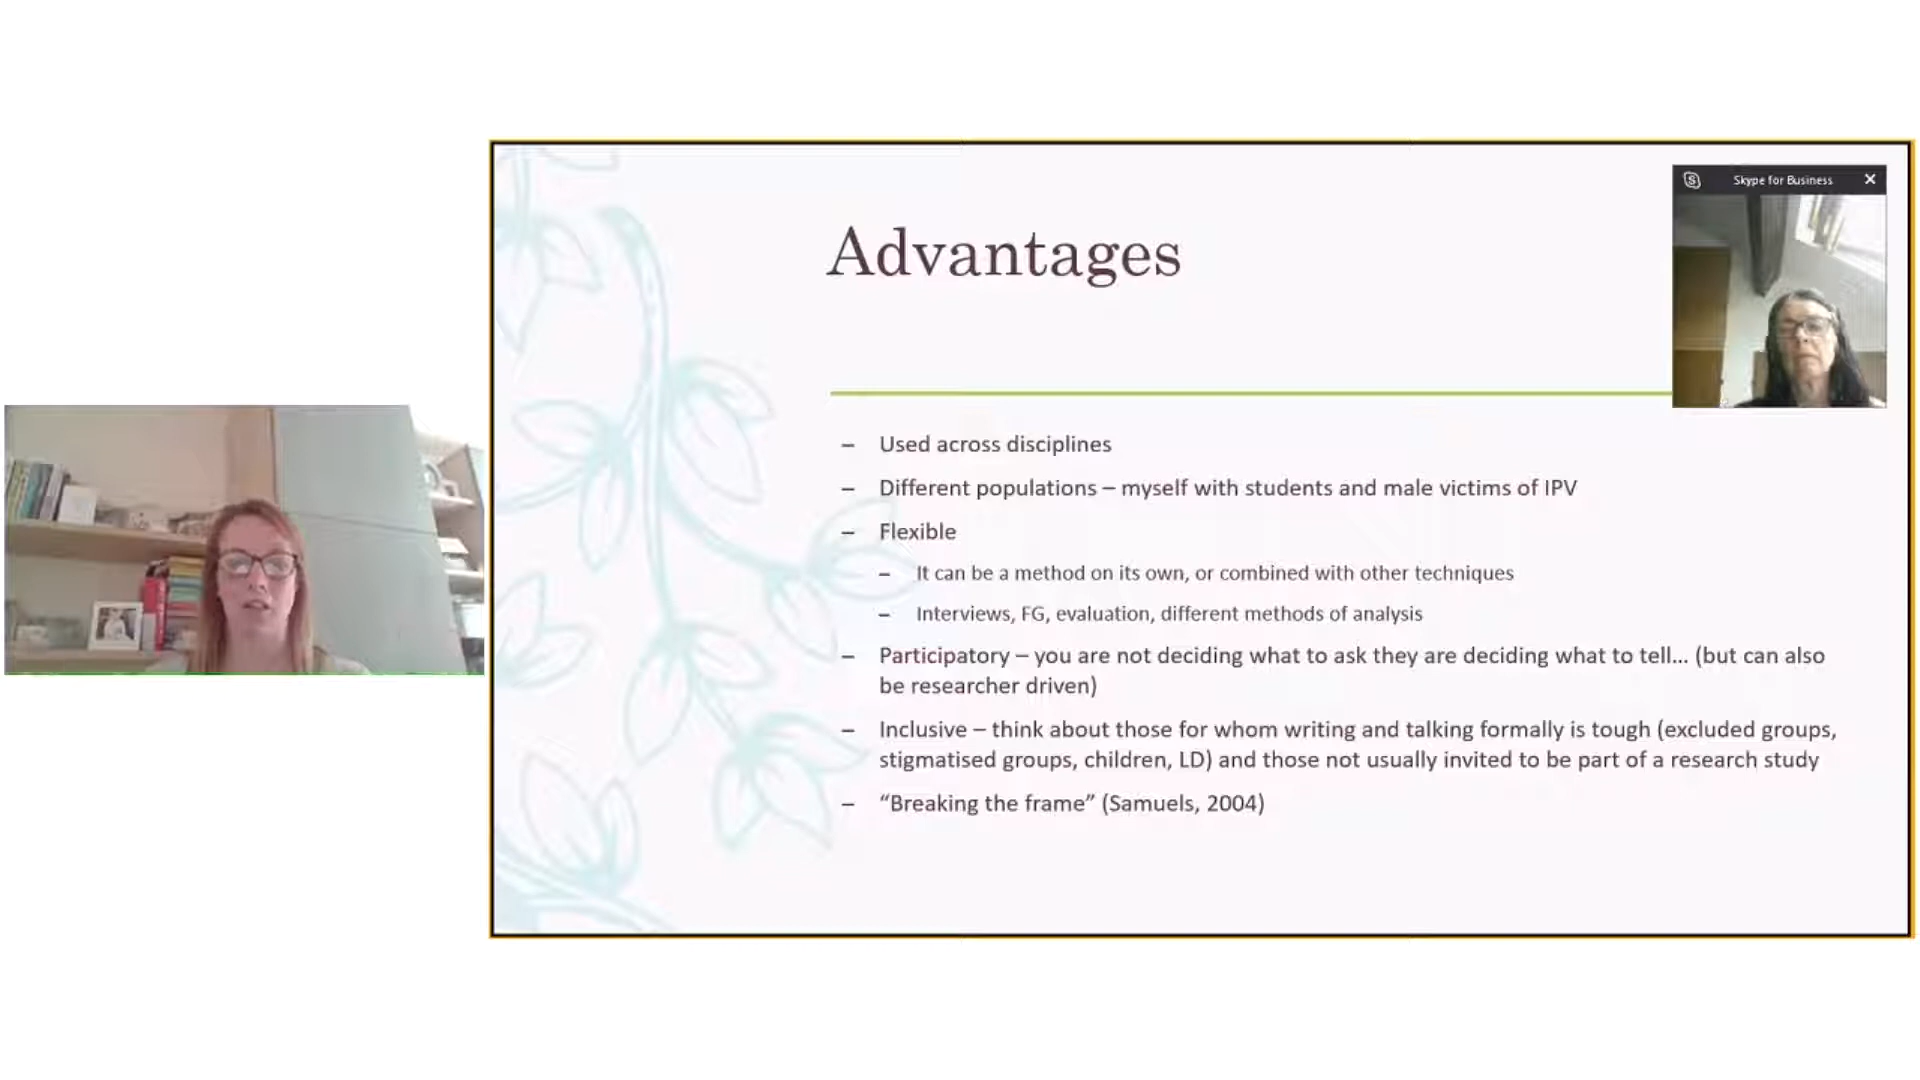 Skype for Business
Advantages
– Used across disciplines
– Different populations – myself with students and male victims of IPV
– Flexible
– It can be a method on its own, or combined with other techniques
– Interviews, FG, evaluation, different methods of analysis
– Participatory – you are not deciding what to ask they are deciding what to tell... (but can also
be researcher driven)
– Inclusive – think about those for whom writing and talking formally is tough (excluded groups,
stigmatised groups, children, LD) and those not usually invited to be part of a research study
– “Breaking the frame” (Samuels, 2004)